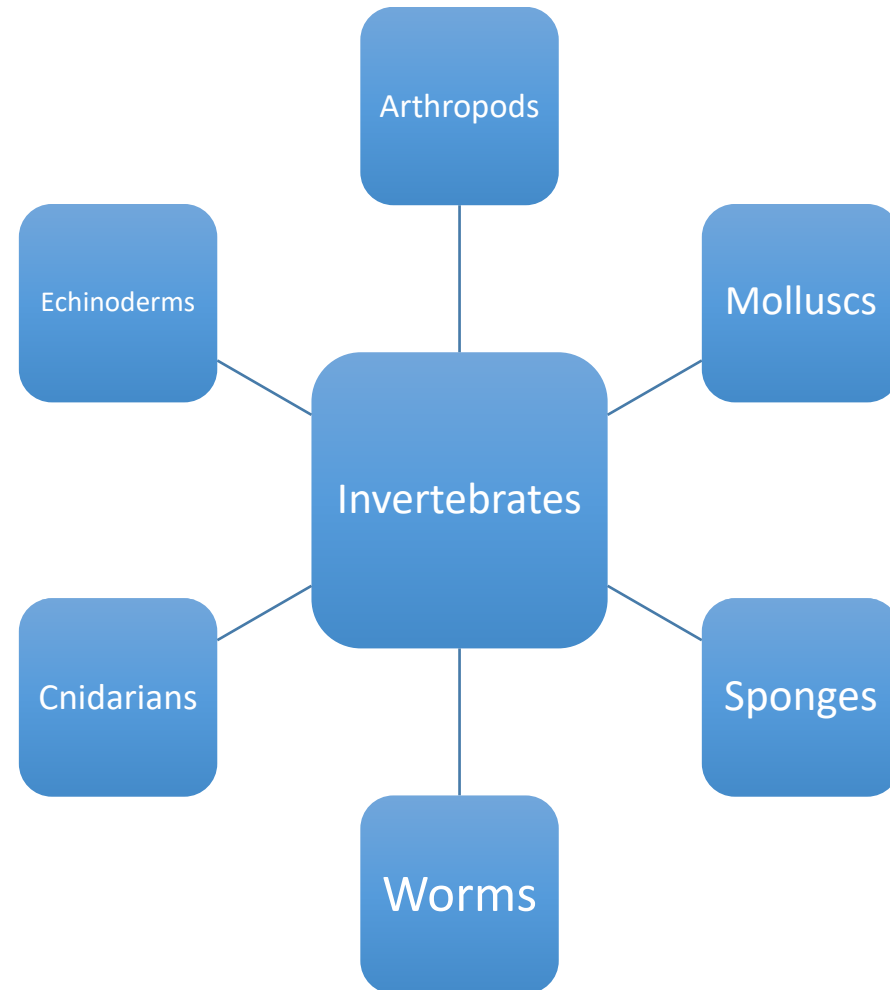 Arthropods
Echinoderms
Molluscs
Invertebrates
Cnidarians
Sponges
Worms